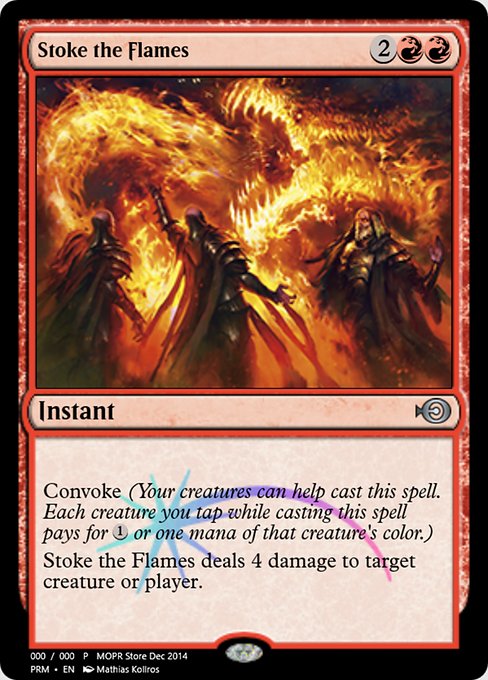 Stoke the Flames 2
Instant
Convoke (Your creatures can help cast this spell.
Each creature you tap while casting this spell
pays for 1 or one mana of that creature's color.)
Stoke the Flames deals 4 damage to target
creature or player.
000 / 000 P MOPR Store Dec 2014
PRM • EN Mathias Kollros